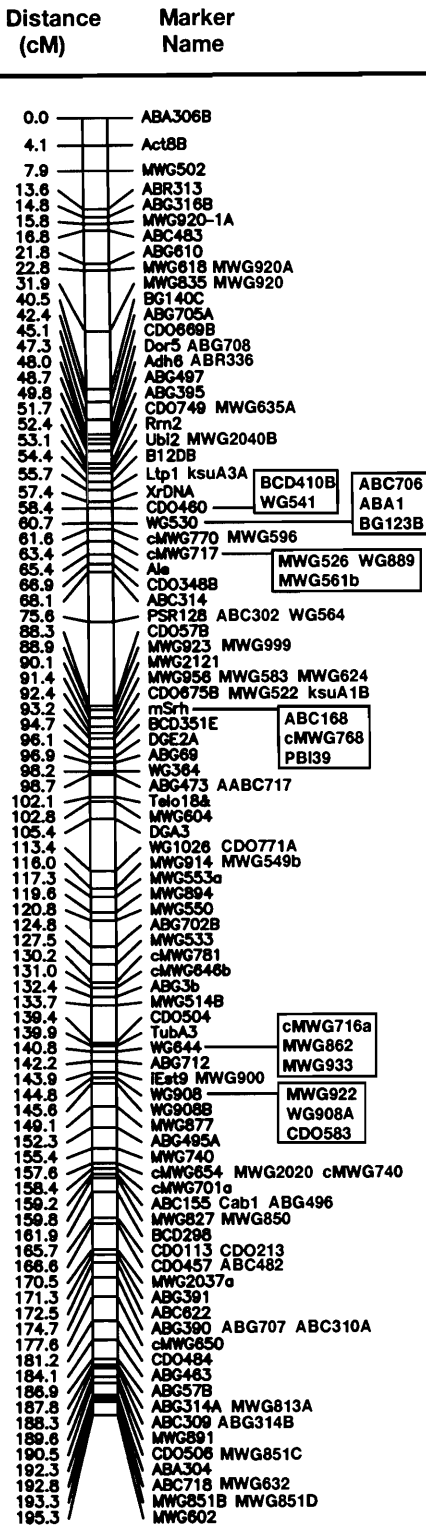 Distance Marker
(cM) Name
0.0 ABA306B
4.1 Act8B
7.9 MWG502
13.6 ABR313
14.8 ABG316B
15.8 MWG920-1A
16.8 ABC483
21.8 ABG610
22.8 MWG618 MWG920A
31.9 MWG835 MWG920
40.5 BG140C
42.4 ABG705A
45.1 CDO669B
47.3 Dor5 ABG708
48.0 Adh6 ABR336
48.7 ABG497
49.8 ABG395
51.7 CDO749 MWG635A
52.4 Rrn2
53.1 Ubi2 MWG2040B
54.4 B12DB
55.7 Ltp1 ksuA3A BCD410B ABC706
57.4 XrDNA WG541 ABA1
58.4 CDO460
60.7 WG530 BG123B
61.6 cMWG770 MWG596
63.4 cMWG717 MWG526 WG889
65.4 Ale MWG561b
66.9 CDO348B
68.1 ABC314
75.6 PSR128 ABC302 WG564
88.3 CDO57B
88.9 MWG923 MWG999
90.1 MWG2121
91.4 MWG956 MWG583 MWG624
92.4 CDO675B MWG522 ksuA1B
93.2 mSrh ABC168
94.7 BCD351E cMWG768
96.1 DGE2A PBI39
96.9 ABG69
98.2 WG364
98.7 ABG473 AABC717
102.1 Telo18&
102.8 MWG604
105.4 DGA3
113.4 WG1026 CDO771A
116.0 MWG914 MWG549b
117.3 MWG553a
119.6 MWG894
120.8 MWG550
124.8 ABG702B
127.5 MWG533
130.2 cMWG781
131.0 cMWG646b
132.4 ABG3b
133.7 MWG514B
139.4 CDO504 cMWG716a
139.9 TubA3
140.8 WG644 MWG862
142.2 ABG712 MWG933
143.9 iEst9 MWG900
144.8 WG908 MWG922
145.6 WG908B WG908A
149.1 MWG877 CDO583
152.3 ABG495A
155.4 MWG740
157.6 cMWG654 MWG2020 cMWG740
158.4 cMWG701a
159.2 ABC155 Cab1 ABG496
159.8 MWG827 MWG850
161.9 BCD298
165.7 CDO113 CDO213
166.6 CDO457 ABC482
170.5 MWG2037a
171.3 ABG391
172.5 ABC622
174.7 ABG390 ABG707 ABC310A
177.6 cMWG650
181.2 CDO484
184.1 ABG463
186.9 ABG57B
187.8 ABG314A MWG813A
188.3 ABC309 ABG314B
189.6 MWG891
190.5 CDO506 MWG851C
192.3 ABA304
192.8 ABC718 MWG632
193.3 MWG851B MWG851D
195.3 MWG602